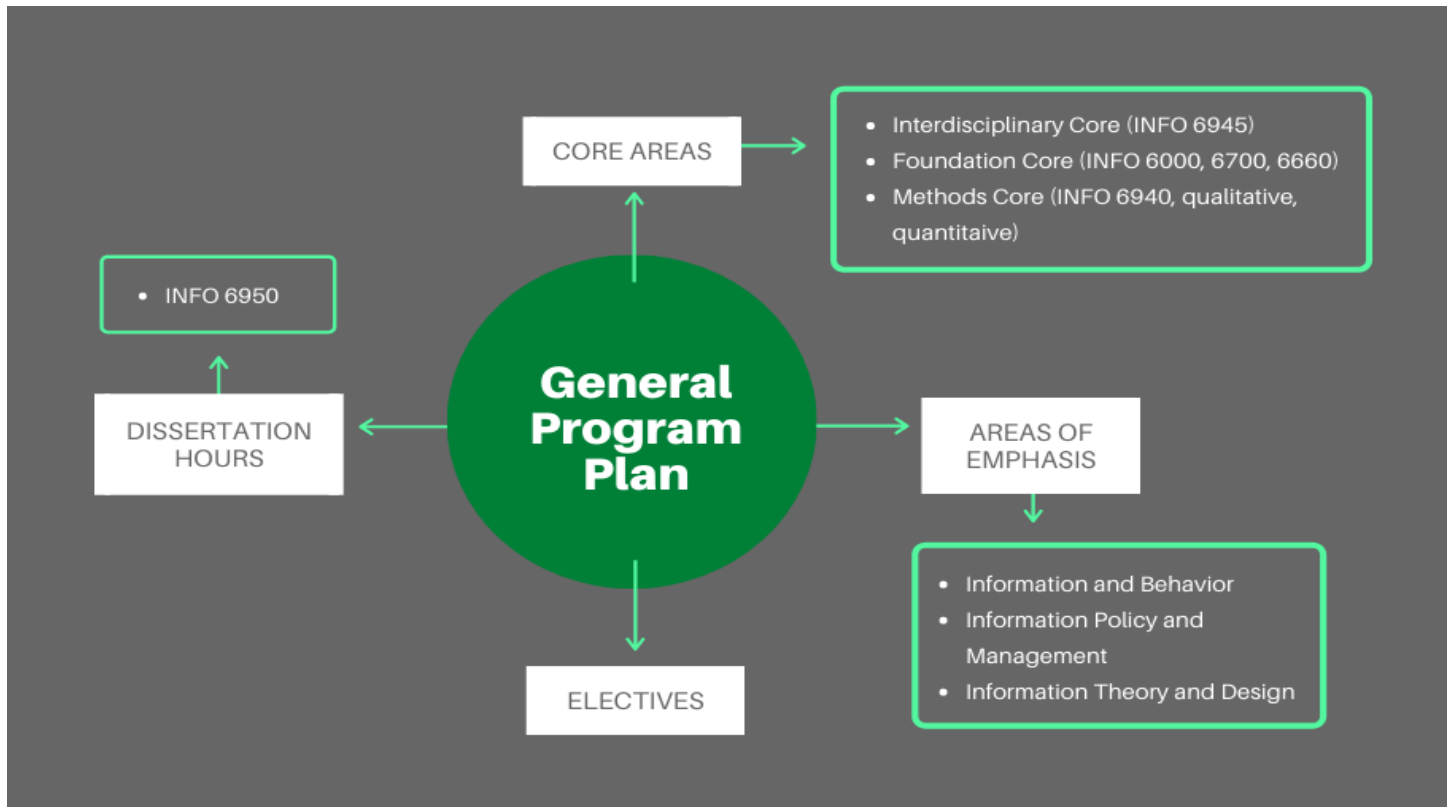 CORE AREAS
• Interdisciplinary Core (INFO 6945)
• Foundation Core (INFO 6000, 6700, 6660)
• Methods Core (INFO 6940, qualitative,
quantitaive)
• INFO 6950
DISSERTATION
HOURS
General
Program
Plan
AREAS OF
EMPHASIS
• Information and Behavior
• Information Policy and
Management
• Information Theory and Design
ELECTIVES